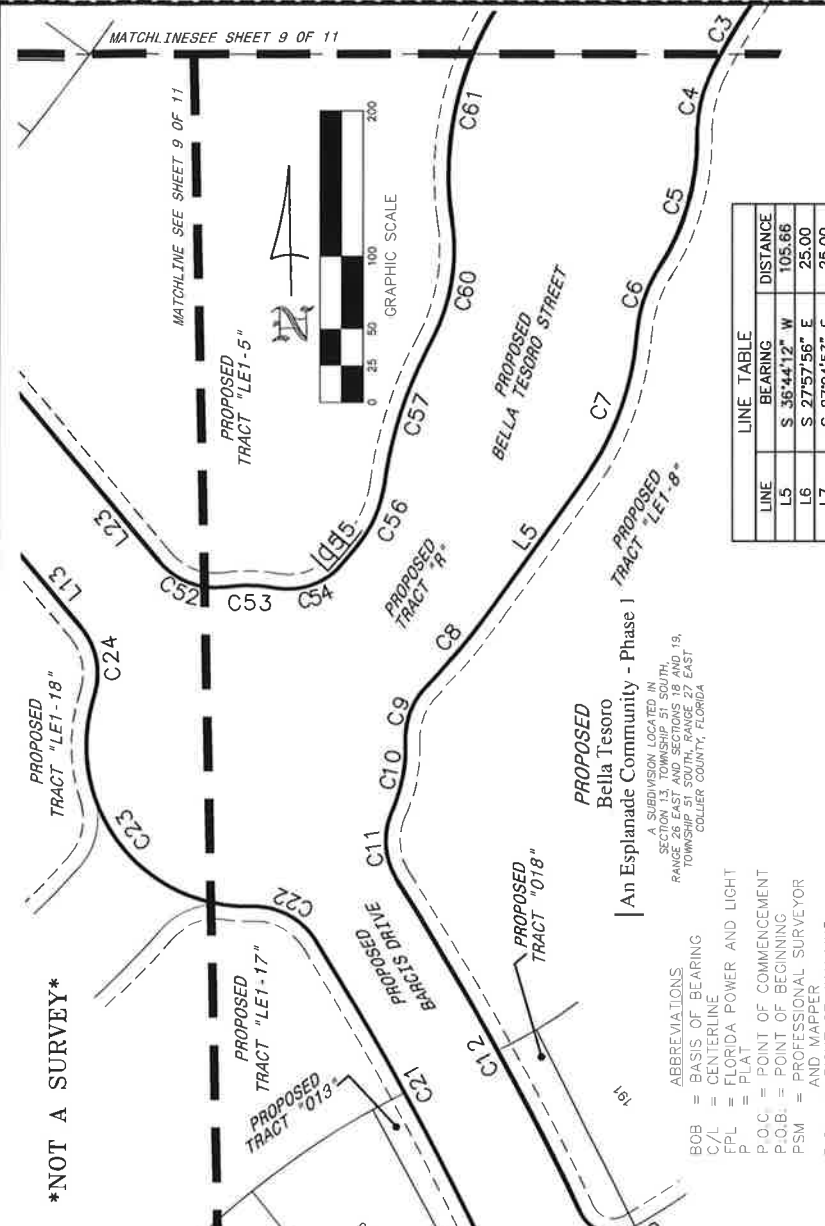 *NOT A SURVEY*
MATCHLINESEE SHEET 9 OF 11
MATCHLINE SEE SHEET 9 OF 11
PROPOSED
TRACT "LE1-5"
N
0
25
50
100
200
GRAPHIC SCALE
C3
C4
C5
C6
C7
L5
C8
C9
C10
C11
C12
C61
C60
C57
C56
C54
C53
C52
L23
L13
C24
C23
C22
C21
PROPOSED
BELLA TESORO STREET
PROPOSED
TRACT "R"
PROPOSED
TRACT "LE1-8"
PROPOSED
TRACT "LE1-18"
PROPOSED
TRACT "LE1-17"
PROPOSED
TRACT "013"
PROPOSED
BARCIS DRIVE
PROPOSED
TRACT "018"
191
LINE TABLE
LINE BEARING DISTANCE
L5 S 36°44'12" W 105.66
L6 S 27°57'56" E 25.00
PROPOSED
Bella Tesoro
An Esplanade Community - Phase 1
A SUBDIVISION LOCATED IN
SECTION 13, TOWNSHIP 51 SOUTH,
RANGE 26 EAST AND SECTIONS 18 AND 19,
TOWNSHIP 51 SOUTH, RANGE 27 EAST
COLLIER COUNTY, FLORIDA
ABBREVIATIONS
BOB = BASIS OF BEARING
C/L = CENTERLINE
FPL = FLORIDA POWER AND LIGHT
P = PLAT
P.O.C. = POINT OF COMMENCEMENT
P.O.B. = POINT OF BEGINNING
PSM = PROFESSIONAL SURVEYOR
AND MAPPER